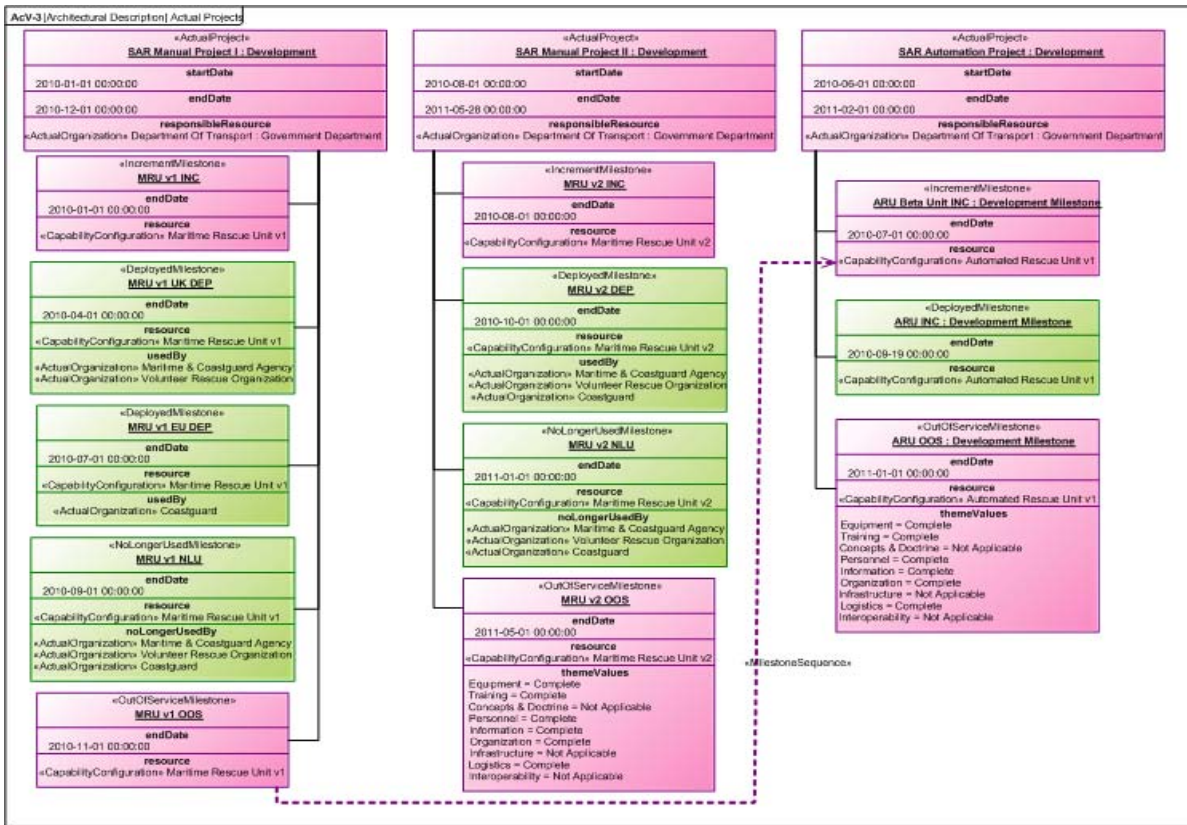 AcV-3 [Architectural Description] Actual Projects
«ActualProject»
SAR Manual Project I : Development
startDate
2010-01-01 00:00:00
endDate
2010-12-01 00:00:00
responsibleResource
«ActualOrganization» Department Of Transport : Government Department
«IncrementMilestone»
MRU v1 INC
endDate
2010-01-01 00:00:00
resource
«CapabilityConfiguration» Maritime Rescue Unit v1
«DeployedMilestone»
MRU v1 UK DEP
endDate
2010-04-01 00:00:00
resource
«CapabilityConfiguration» Maritime Rescue Unit v1
usedBy
«ActualOrganization» Maritime & Coastguard Agency
«ActualOrganization» Volunteer Rescue Organization
«DeployedMilestone»
MRU v1 EU DEP
endDate
2010-07-01 00:00:00
resource
«CapabilityConfiguration» Maritime Rescue Unit v1
usedBy
«ActualOrganization» Coastguard
«NoLongerUsedMilestone»
MRU v1 NLU
endDate
2010-09-01 00:00:00
resource
«CapabilityConfiguration» Maritime Rescue Unit v1
noLongerUsedBy
«ActualOrganization» Maritime & Coastguard Agency
«ActualOrganization» Volunteer Rescue Organization
«ActualOrganization» Coastguard
«OutOfServiceMilestone»
MRU v1 OOS
endDate
2010-11-01 00:00:00
resource
«CapabilityConfiguration» Maritime Rescue Unit v1
«ActualProject»
SAR Manual Project II : Development
startDate
2010-08-01 00:00:00
endDate
2011-05-28 00:00:00
responsibleResource
«ActualOrganization» Department Of Transport : Government Department
«IncrementMilestone»
MRU v2 INC
endDate
2010-08-01 00:00:00
resource
«CapabilityConfiguration» Maritime Rescue Unit v2
«DeployedMilestone»
MRU v2 DEP
endDate
2010-10-01 00:00:00
resource
«CapabilityConfiguration» Maritime Rescue Unit v2
usedBy
«ActualOrganization» Maritime & Coastguard Agency
«ActualOrganization» Volunteer Rescue Organization
«ActualOrganization» Coastguard
«NoLongerUsedMilestone»
MRU v2 NLU
endDate
2011-01-01 00:00:00
resource
«CapabilityConfiguration» Maritime Rescue Unit v2
noLongerUsedBy
«ActualOrganization» Maritime & Coastguard Agency
«ActualOrganization» Volunteer Rescue Organization
«ActualOrganization» Coastguard
«OutOfServiceMilestone»
MRU v2 OOS
endDate
2011-05-01 00:00:00
resource
«CapabilityConfiguration» Maritime Rescue Unit v2
themeValues
Equipment = Complete
Training = Complete
Concepts & Doctrine = Not Applicable
Personnel = Complete
Information = Complete
Organization = Complete
Infrastructure = Not Applicable
Logistics = Complete
Interoperability = Not Applicable
«ActualProject»
SAR Automation Project : Development
startDate
2010-06-01 00:00:00
endDate
2011-02-01 00:00:00
responsibleResource
«ActualOrganization» Department Of Transport : Government Department
«IncrementMilestone»
ARU Beta Unit INC : Development Milestone
endDate
2010-07-01 00:00:00
resource
«CapabilityConfiguration» Automated Rescue Unit v1
«DeployedMilestone»
ARU INC : Development Milestone
endDate
2010-09-19 00:00:00
resource
«CapabilityConfiguration» Automated Rescue Unit v1
«OutOfServiceMilestone»
ARU OOS : Development Milestone
endDate
2011-01-01 00:00:00
resource
«CapabilityConfiguration» Automated Rescue Unit v1
themeValues
Equipment = Complete
Training = Complete
Concepts & Doctrine = Not Applicable
Personnel = Complete
Information = Complete
Organization = Complete
Infrastructure = Not Applicable
Logistics = Complete
Interoperability = Not Applicable
«MilestoneSequence»